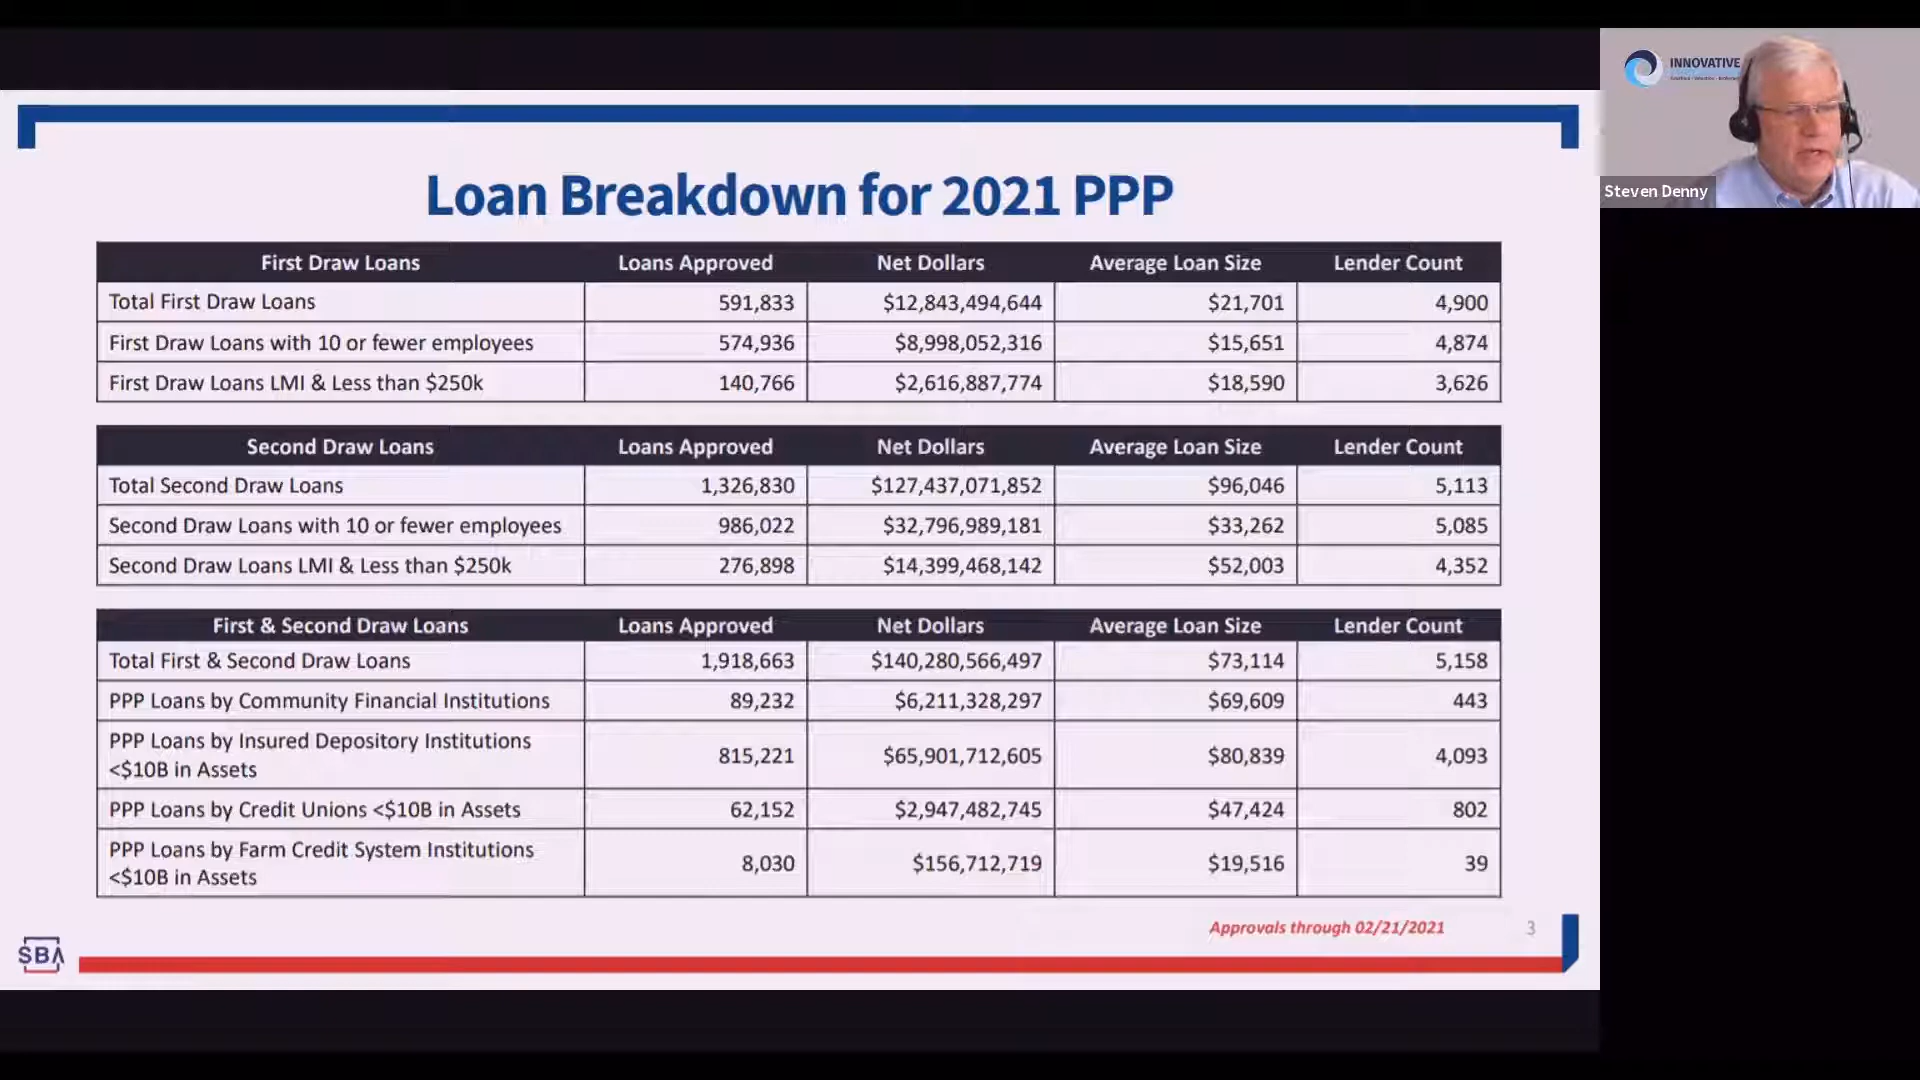 INNOVATIVE
Steven Denny
Loan Breakdown for 2021 PPP
First Draw Loans Loans Approved Net Dollars Average Loan Size Lender Count
Total First Draw Loans 591,833 $12,843,494,644 $21,701 4,900
First Draw Loans with 10 or fewer employees 574,936 $8,998,052,316 $15,651 4,874
First Draw Loans LMI & Less than $250k 140,766 $2,616,887,774 $18,590 3,626
Second Draw Loans Loans Approved Net Dollars Average Loan Size Lender Count
Total Second Draw Loans 1,326,830 $127,437,071,852 $96,046 5,113
Second Draw Loans with 10 or fewer employees 986,022 $32,796,989,181 $33,262 5,085
Second Draw Loans LMI & Less than $250k 276,898 $14,399,468,142 $52,003 4,352
First & Second Draw Loans Loans Approved Net Dollars Average Loan Size Lender Count
Total First & Second Draw Loans 1,918,663 $140,280,566,497 $73,114 5,158
PPP Loans by Community Financial Institutions 89,232 $6,211,328,297 $69,609 443
PPP Loans by Insured Depository Institutions
<$10B in Assets 815,221 $65,901,712,605 $80,839 4,093
PPP Loans by Credit Unions <$10B in Assets 62,152 $2,947,482,745 $47,424 802
PPP Loans by Farm Credit System Institutions
<$10B in Assets 8,030 $156,712,719 $19,516 39
Approvals through 02/21/2021 3
SBA